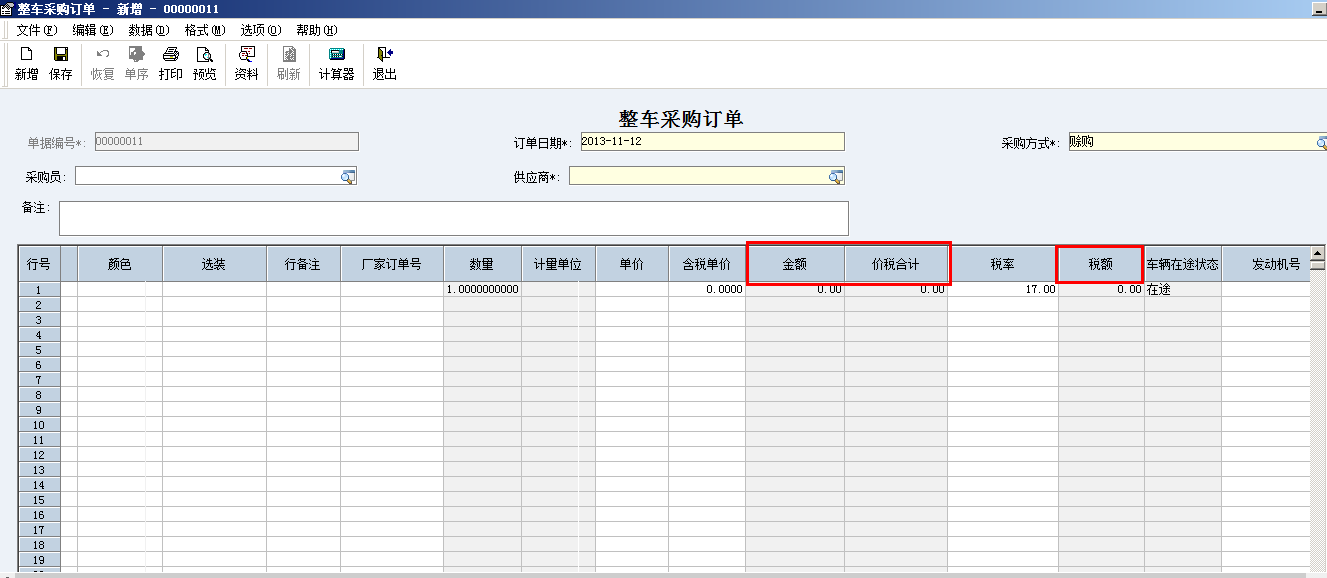 整车采购订单 - 新增 - 00000011
文件(F) 编辑(E) 数据(D) 格式(M) 选项(O) 帮助(H)
新增 保存 恢复 单序 打印 预览 资料 刷新 计算器 退出
整车采购订单
单据编号*: 00000011 订单日期*: 2013-11-12 采购方式*: 赊购
采购员: 供应商*:
备注:
行号 颜色 选装 行备注 厂家订单号 数量 计量单位 单价 含税单价 金额 价税合计 税率 税额 车辆在途状态 发动机号
1 1.0000000000 0.0000 0.00 0.00 17.00 0.00 在途
2
3
4
5
6
7
8
9
10
11
12
13
14
15
16
17
18
19